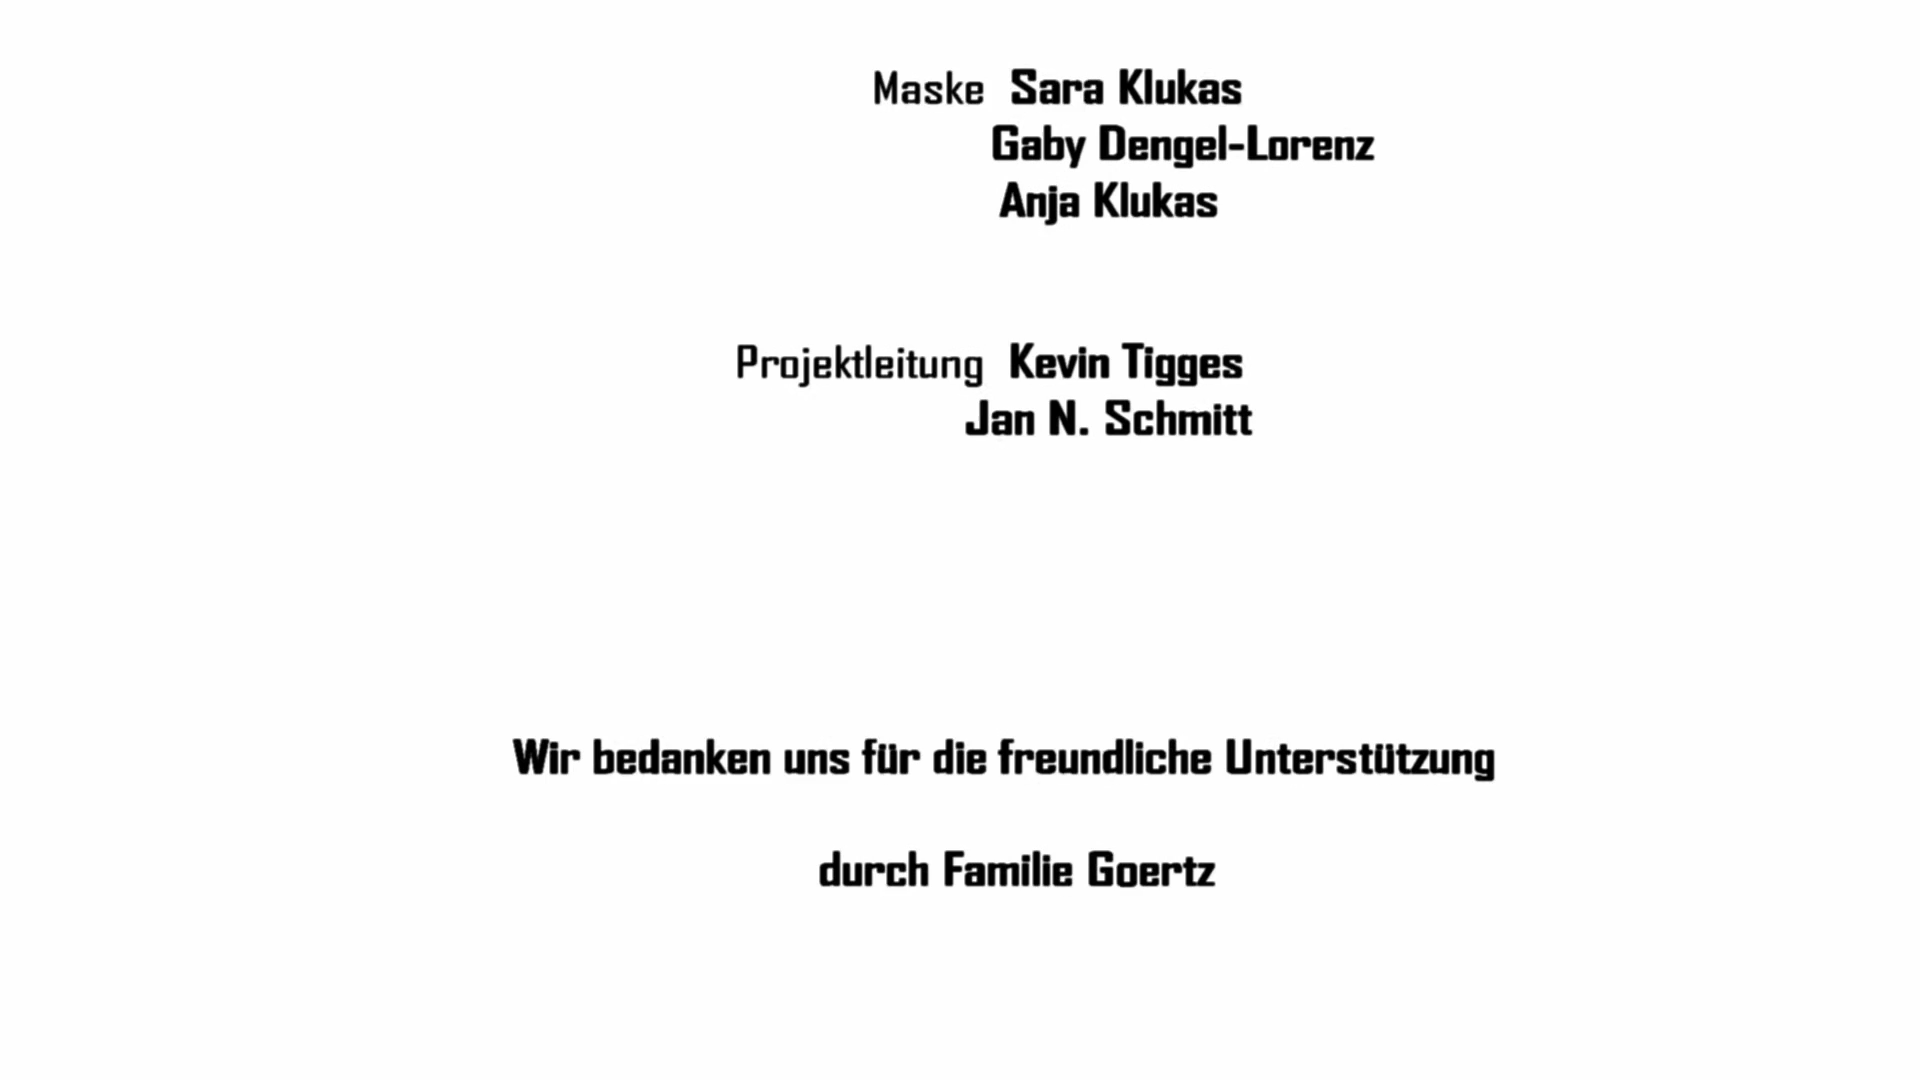 Maske Sara Klukas
Gaby Dengel-Lorenz
Anja Klukas
Projektleitung Kevin Tigges
Jan N. Schmitt
Wir bedanken uns für die freundliche Unterstützung
durch Familie Goertz